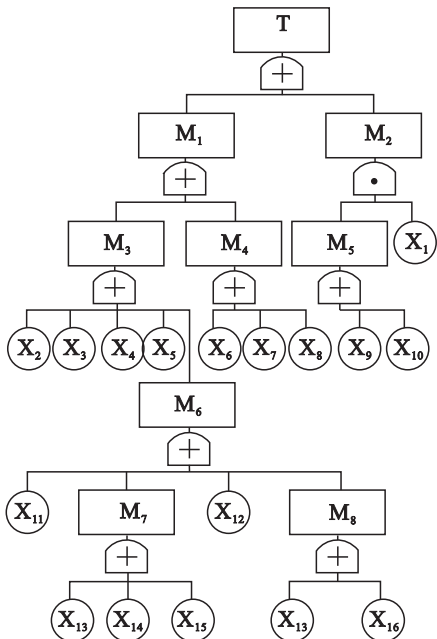 T
+
M₁ M₂
+ •
M₃ M₄ M₅ X₁
+ + +
X₂ X₃ X₄ X₅ X₆ X₇ X₈ X₉ X₁₀
M₆
+
X₁₁ M₇ X₁₂ M₈
+ +
X₁₃ X₁₄ X₁₅ X₁₃ X₁₆